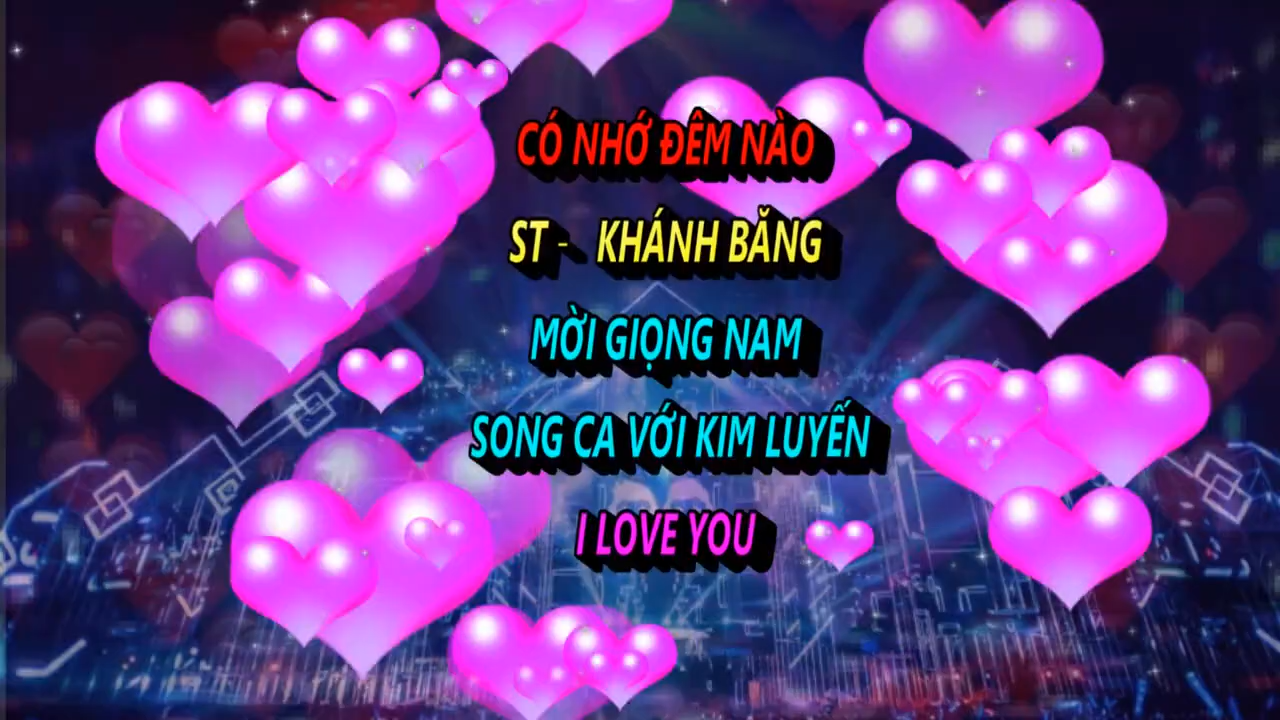 CÓ NHỚ ĐÊM NÀO
ST - KHÁNH BĂNG
MỜI GIỌNG NAM
SONG CA VỚI KIM LUYẾN
I LOVE YOU